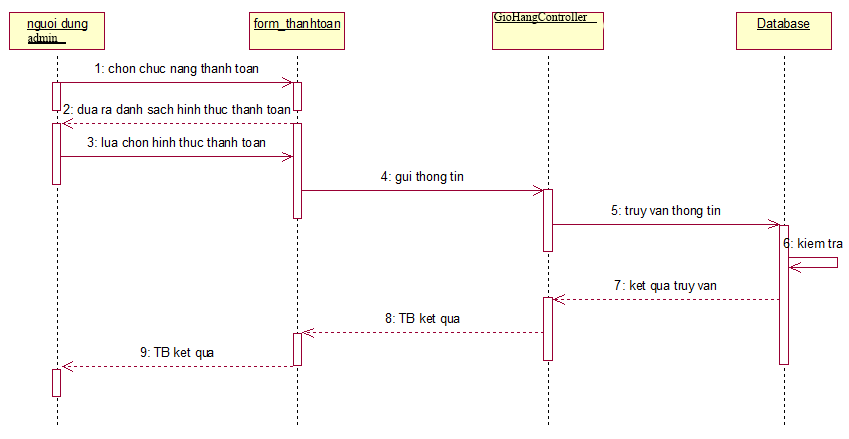 nguoi dung
admin
form_thanhtoan
GioHangController
Database
1: chon chuc nang thanh toan
2: dua ra danh sach hinh thuc thanh toan
3: lua chon hinh thuc thanh toan
4: gui thong tin
5: truy van thong tin
6: kiem tra
7: ket qua truy van
8: TB ket qua
9: TB ket qua